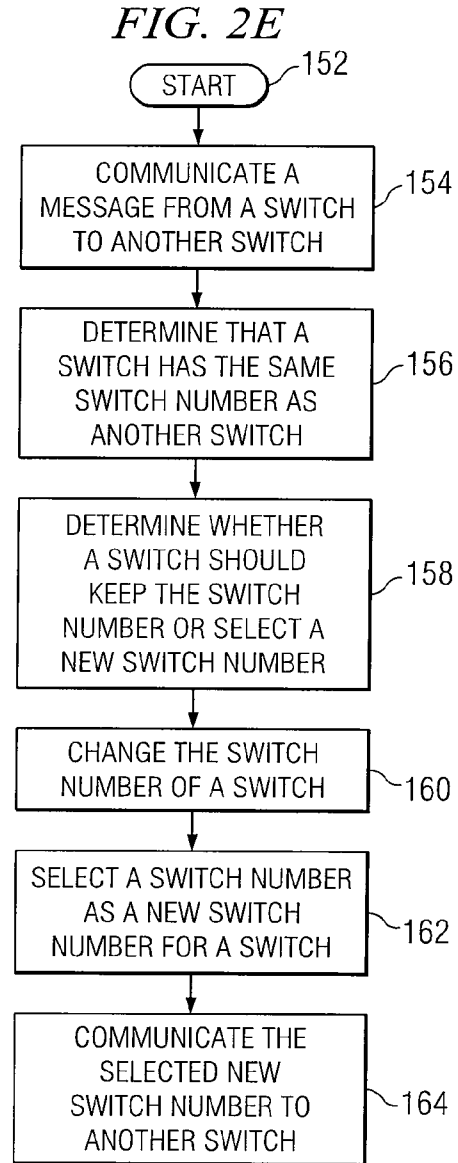 FIG. 2E
START
152
COMMUNICATE A
MESSAGE FROM A SWITCH
TO ANOTHER SWITCH
154
DETERMINE THAT A
SWITCH HAS THE SAME
SWITCH NUMBER AS
ANOTHER SWITCH
156
DETERMINE WHETHER
A SWITCH SHOULD
KEEP THE SWITCH
NUMBER OR SELECT A
NEW SWITCH NUMBER
158
CHANGE THE SWITCH
NUMBER OF A SWITCH
160
SELECT A SWITCH NUMBER
AS A NEW SWITCH
NUMBER FOR A SWITCH
162
COMMUNICATE THE
SELECTED NEW
SWITCH NUMBER TO
ANOTHER SWITCH
164